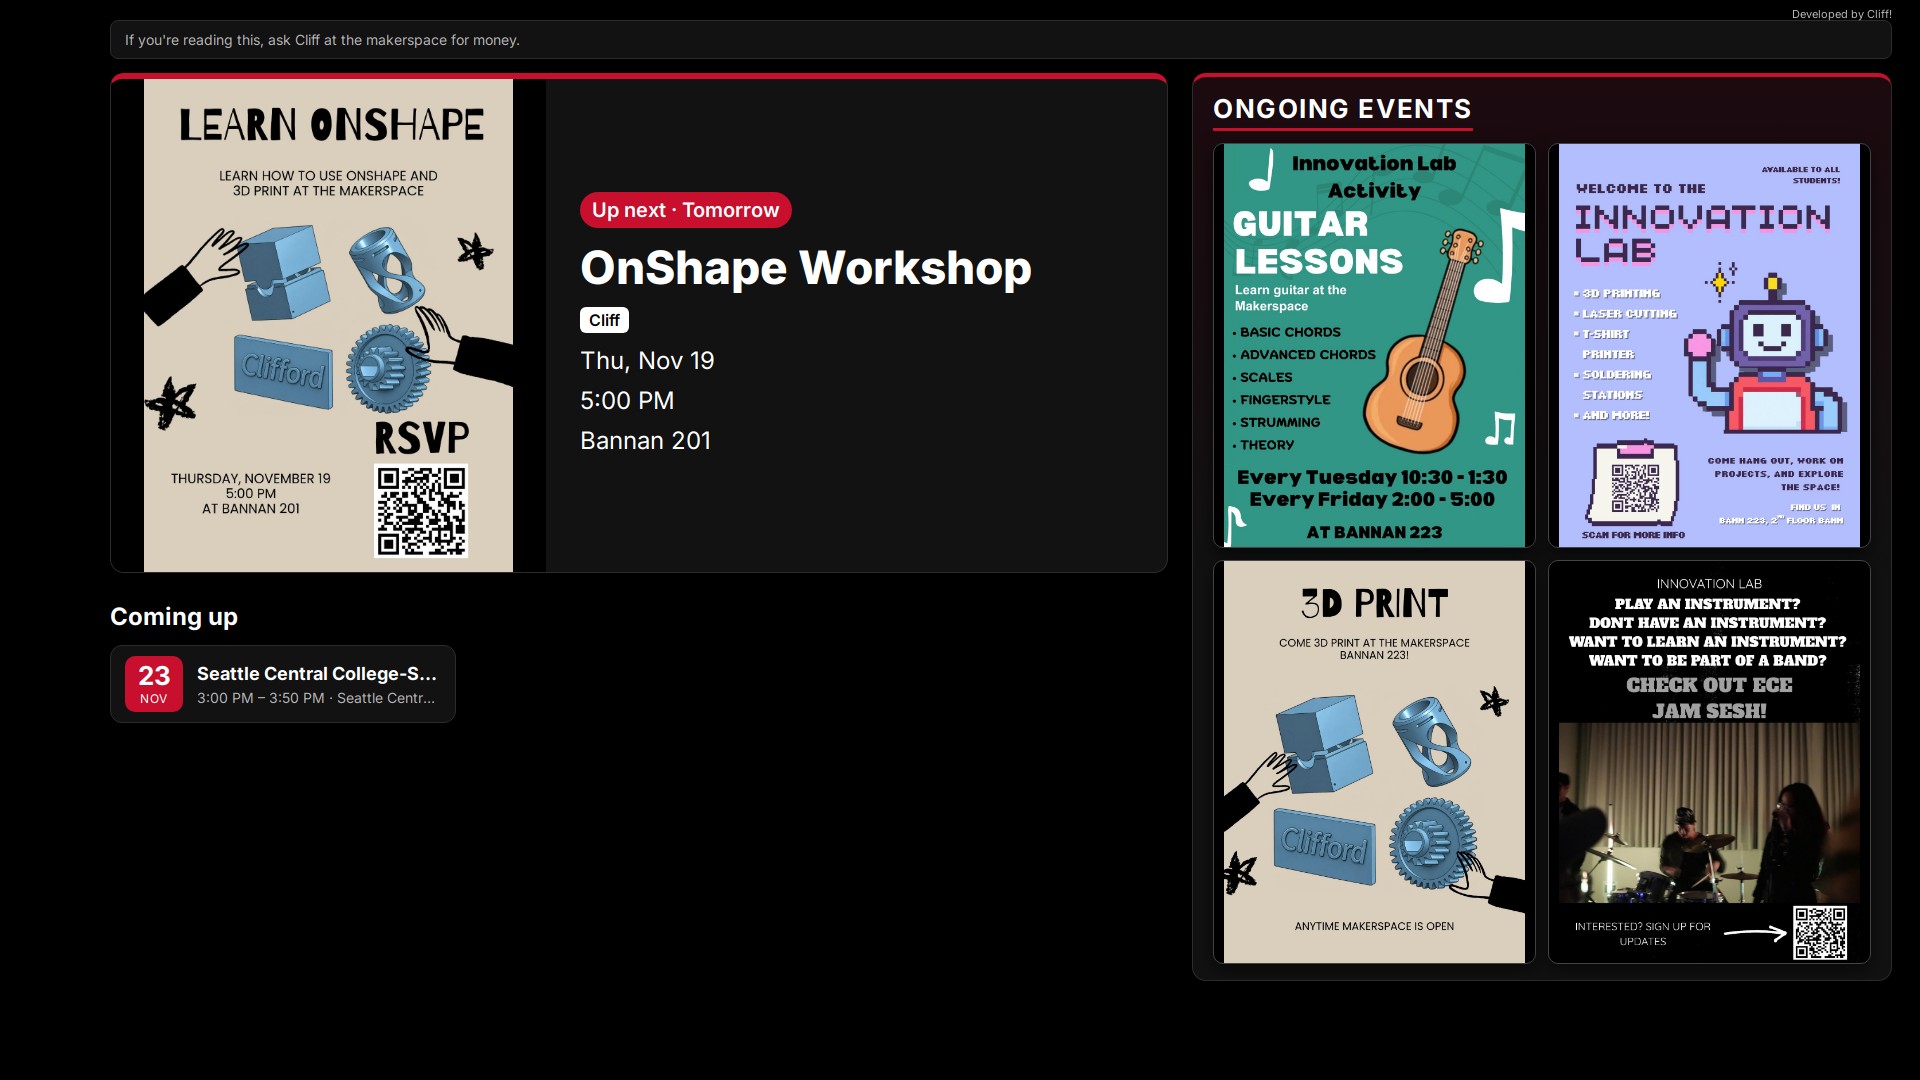 Developed by Cliff!
If you're reading this, ask Cliff at the makerspace for money.
LEARN ONSHAPE
LEARN HOW TO USE ONSHAPE AND
3D PRINT AT THE MAKERSPACE
Clifford
RSVP
THURSDAY, NOVEMBER 19
5:00 PM
AT BANNAN 201
Up next · Tomorrow
OnShape Workshop
Cliff
Thu, Nov 19
5:00 PM
Bannan 201
Coming up
23
NOV
Seattle Central College-S...
3:00 PM – 3:50 PM · Seattle Centr...
ONGOING EVENTS
Innovation Lab
Activity
GUITAR
LESSONS
Learn guitar at the
Makerspace
• BASIC CHORDS
• ADVANCED CHORDS
• SCALES
• FINGERSTYLE
• STRUMMING
• THEORY
Every Tuesday 10:30 - 1:30
Every Friday 2:00 - 5:00
AT BANNAN 223
AVAILABLE TO ALL
STUDENTS!
WELCOME TO THE
INNOVATION
LAB
▪ 3D PRINTING
▪ LASER CUTTING
▪ T-SHIRT
PRINTER
▪ SOLDERING
STATIONS
▪ AND MORE!
COME HANG OUT, WORK ON
PROJECTS, AND EXPLORE
THE SPACE!
FIND US IN
BANN 223, 2ND FLOOR BANN
SCAN FOR MORE INFO
3D PRINT
COME 3D PRINT AT THE MAKERSPACE
BANNAN 223!
Clifford
ANYTIME MAKERSPACE IS OPEN
INNOVATION LAB
PLAY AN INSTRUMENT?
DONT HAVE AN INSTRUMENT?
WANT TO LEARN AN INSTRUMENT?
WANT TO BE PART OF A BAND?
CHECK OUT ECE
JAM SESH!
INTERESTED? SIGN UP FOR
UPDATES